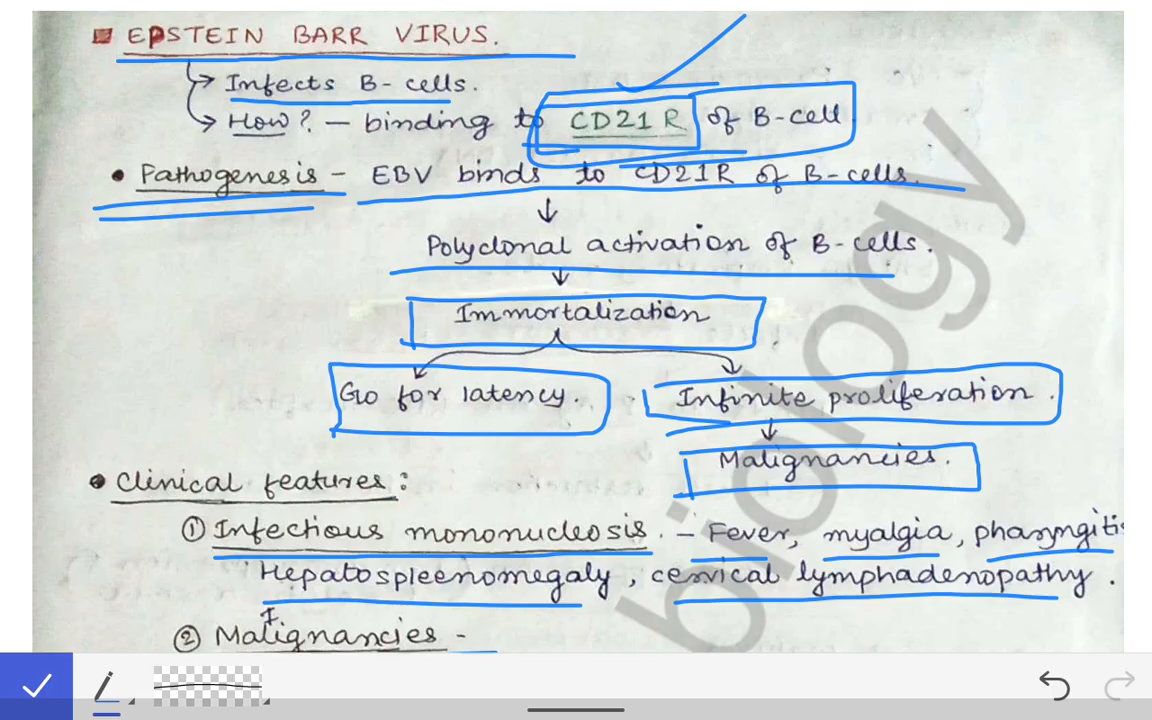 EPSTEIN BARR VIRUS.
→ Infects B-cells.
→ How? – binding to CD21R of B-cell
• Pathogenesis – EBV binds to CD21R of B-cells.
↓
Polyclonal activation of B-cells.
↓
Immortalization
Go for latency. Infinite proliferation.
↓
Malignancies.
• Clinical features:
① Infectious mononucleosis. – Fever, myalgia, pharyngitis
Hepatospleenomegaly, cervical lymphadenopathy.
② Malignancies –
biology